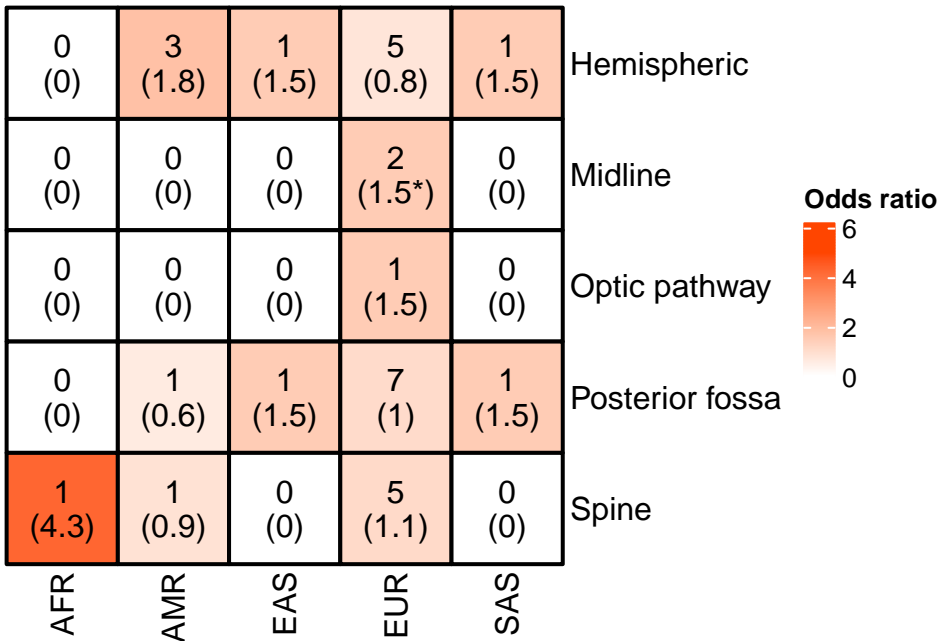 0 3 1 5 1
(0) (1.8) (1.5) (0.8) (1.5)
Hemispheric
0 0 0 2 0
(0) (0) (0) (1.5*) (0)
Midline
0 0 0 1 0
(0) (0) (0) (1.5) (0)
Optic pathway
0 1 1 7 1
(0) (0.6) (1.5) (1) (1.5)
Posterior fossa
1 1 0 5 0
(4.3) (0.9) (0) (1.1) (0)
Spine
AFR AMR EAS EUR SAS
Odds ratio
6
4
2
0